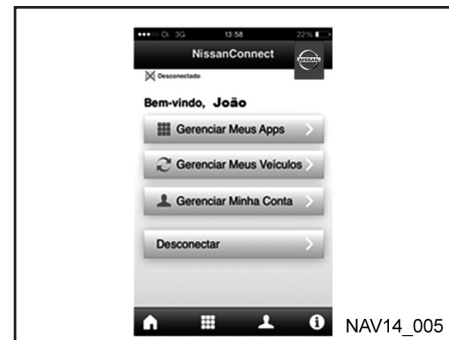 Oi 3G 13:58 22%
NissanConnect
NISSAN
Desconectado
Bem-vindo, João
Gerenciar Meus Apps
Gerenciar Meus Veículos
Gerenciar Minha Conta
Desconectar
NAV14_005